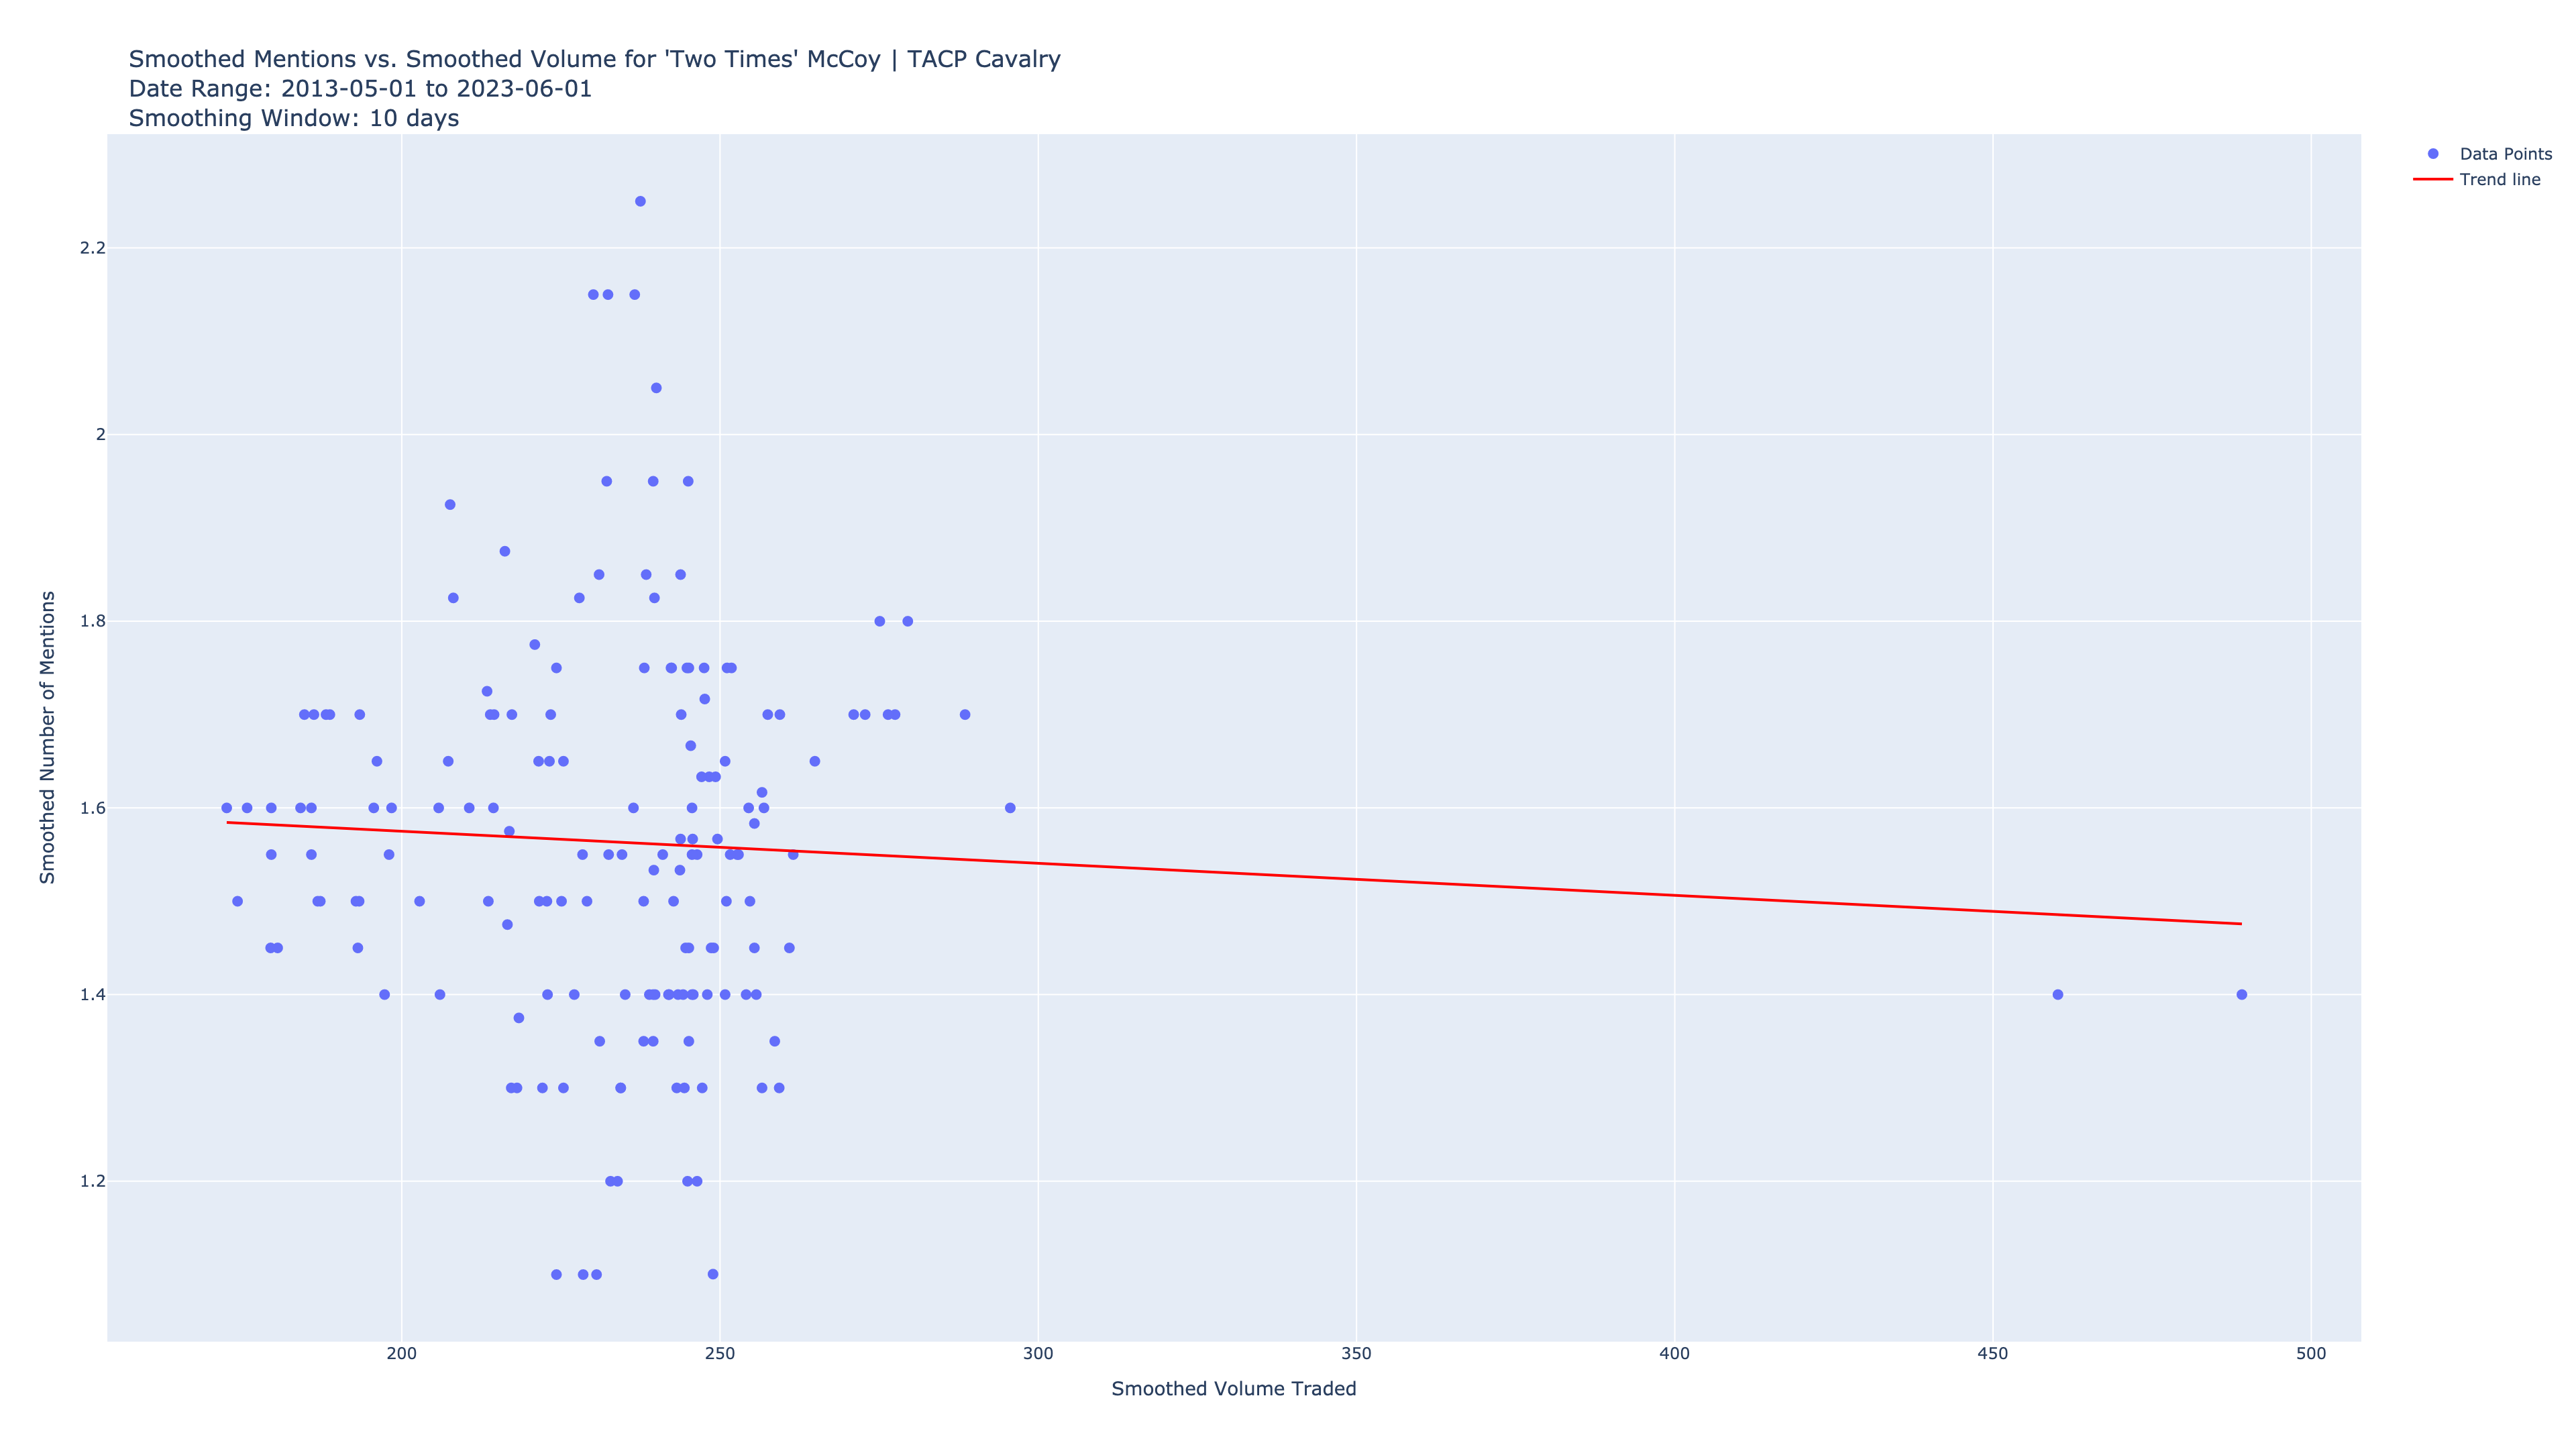 Smoothed Mentions vs. Smoothed Volume for 'Two Times' McCoy | TACP Cavalry
Date Range: 2013-05-01 to 2023-06-01
Smoothing Window: 10 days
Data Points
Trend line
Smoothed Number of Mentions
2.2
2
1.8
1.6
1.4
1.2
200
250
300
350
400
450
500
Smoothed Volume Traded